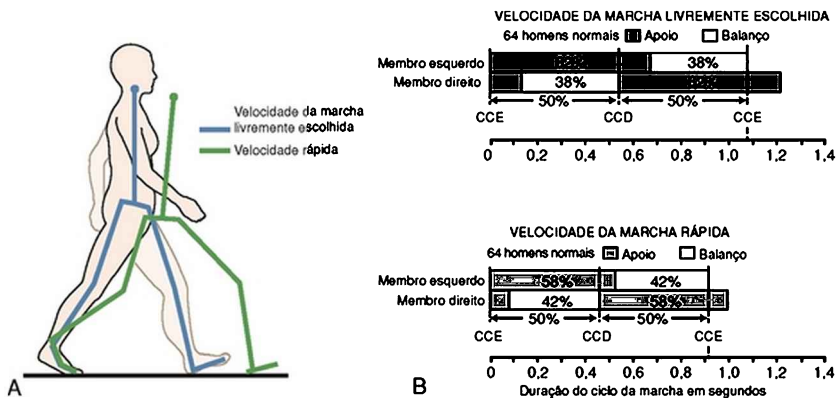 Velocidade da marcha
livremente escolhida
Velocidade rápida
A
VELOCIDADE DA MARCHA LIVREMENTE ESCOLHIDA
64 homens normais Apoio Balanço
Membro esquerdo 38%
Membro direito 38%
50% 50%
CCE CCD CCE
0 0,2 0,4 0,6 0,8 1,0 1,2 1,4
VELOCIDADE DA MARCHA RÁPIDA
64 homens normais Apoio Balanço
Membro esquerdo 58% 42%
Membro direito 42% 58%
50% 50%
CCE CCD CCE
0 0,2 0,4 0,6 0,8 1,0 1,2 1,4
B Duração do ciclo da marcha em segundos